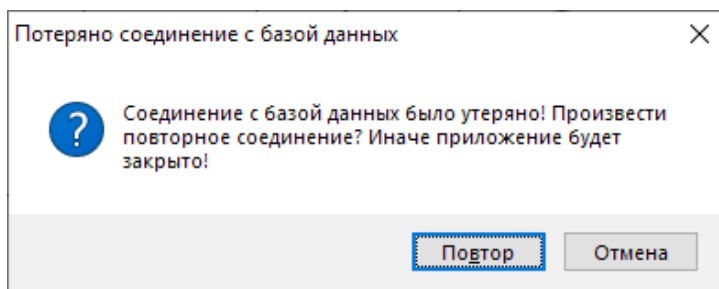 Потеряно соединение с базой данных
Соединение с базой данных было утеряно! Произвести
повторное соединение? Иначе приложение будет
закрыто!
Повтор
Отмена